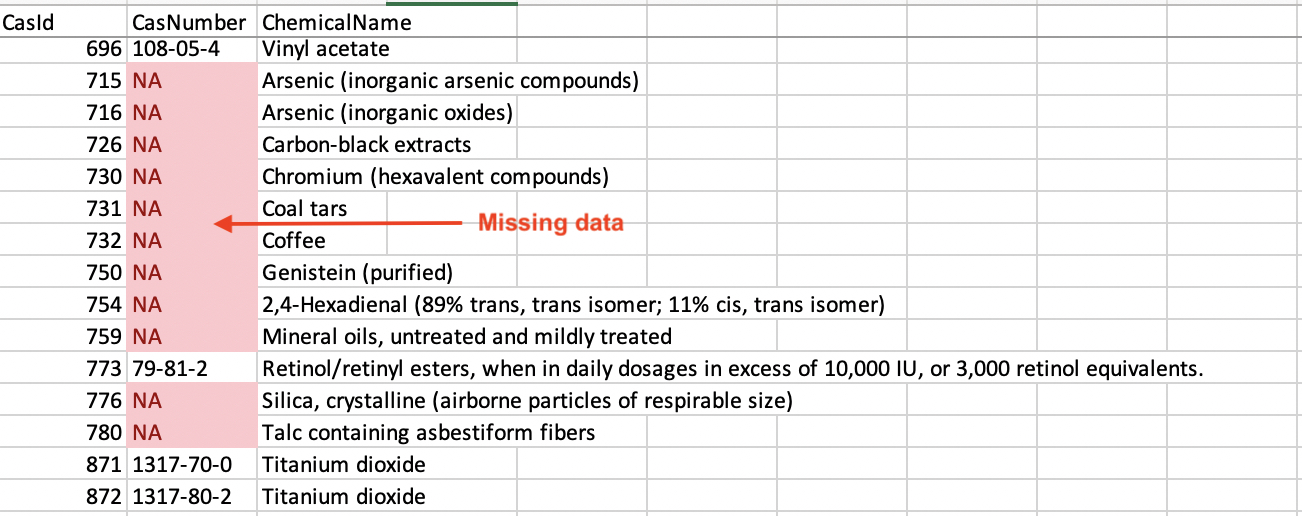 CasId CasNumber ChemicalName
696 108-05-4 Vinyl acetate
715 NA Arsenic (inorganic arsenic compounds)
716 NA Arsenic (inorganic oxides)
726 NA Carbon-black extracts
730 NA Chromium (hexavalent compounds)
731 NA Coal tars
Missing data
732 NA Coffee
750 NA Genistein (purified)
754 NA 2,4-Hexadienal (89% trans, trans isomer; 11% cis, trans isomer)
759 NA Mineral oils, untreated and mildly treated
773 79-81-2 Retinol/retinyl esters, when in daily dosages in excess of 10,000 IU, or 3,000 retinol equivalents.
776 NA Silica, crystalline (airborne particles of respirable size)
780 NA Talc containing asbestiform fibers
871 1317-70-0 Titanium dioxide
872 1317-80-2 Titanium dioxide